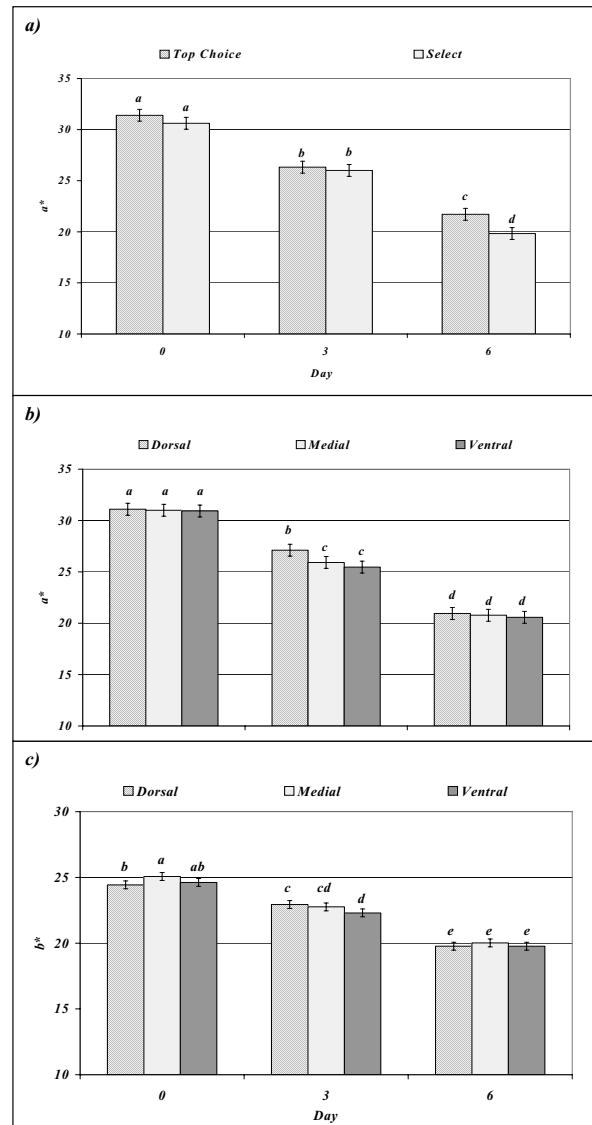 a)
Top Choice Select
35
30
25
20
15
10
a*
a a
b b
c
d
0 3 6
Day
b)
Dorsal Medial Ventral
35
30
25
20
15
10
a*
a a a
b c c
d d d
c)
Dorsal Medial Ventral
30
25
20
15
10
b*
b a ab
c cd d
e e e
0 3 6
Day